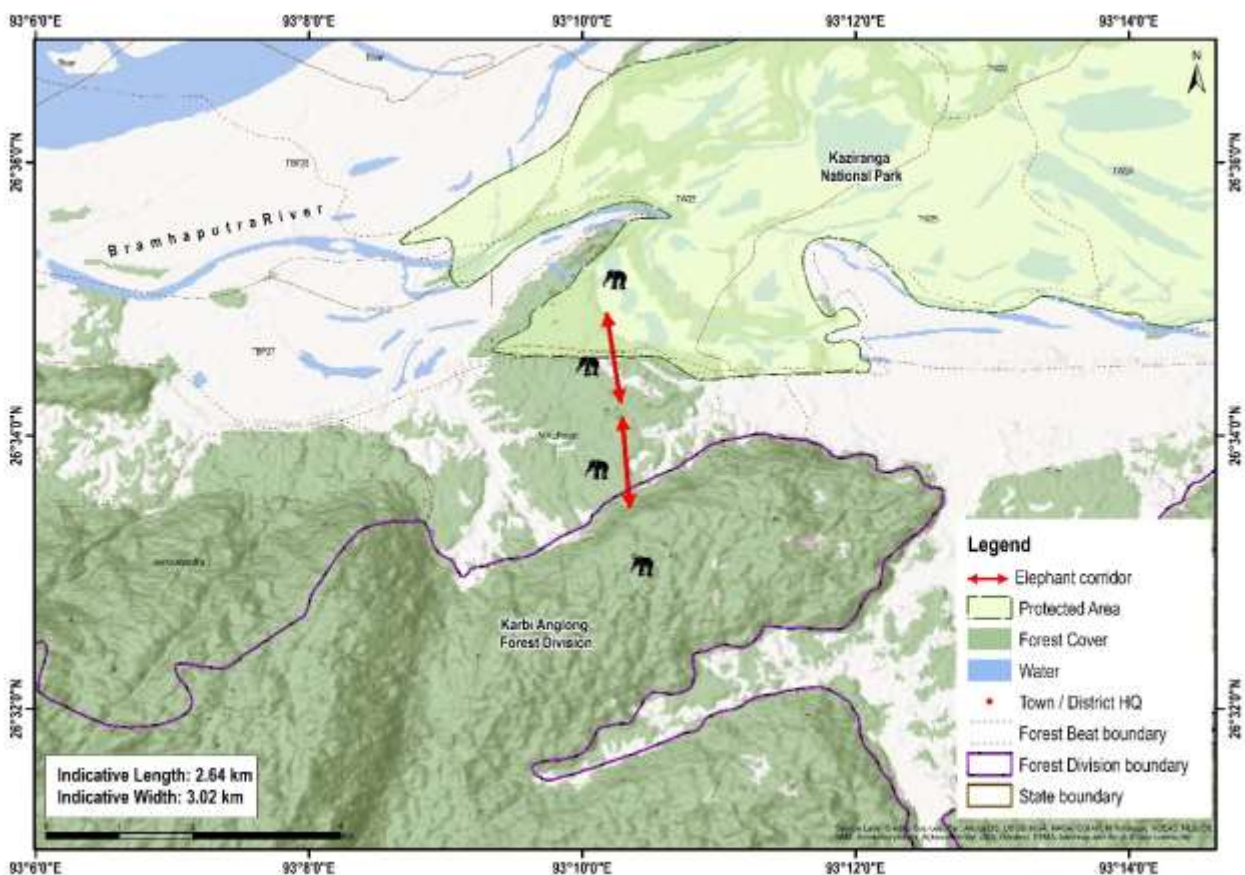 93°6'0"E
93°8'0"E
93°10'0"E
93°12'0"E
93°14'0"E
N
26°38'0"N
26°38'0"N
Kaziranga
National Park
Bramhaputra River
26°34'0"N
26°34'0"N
Karbi Anglong
Forest Division
26°32'0"N
26°32'0"N
Legend
Elephant corridor
Protected Area
Forest Cover
Water
Town / District HQ
Forest Beat boundary
Forest Division boundary
State boundary
Indicative Length: 2.64 km
Indicative Width: 3.02 km
93°6'0"E
93°8'0"E
93°10'0"E
93°12'0"E
93°14'0"E